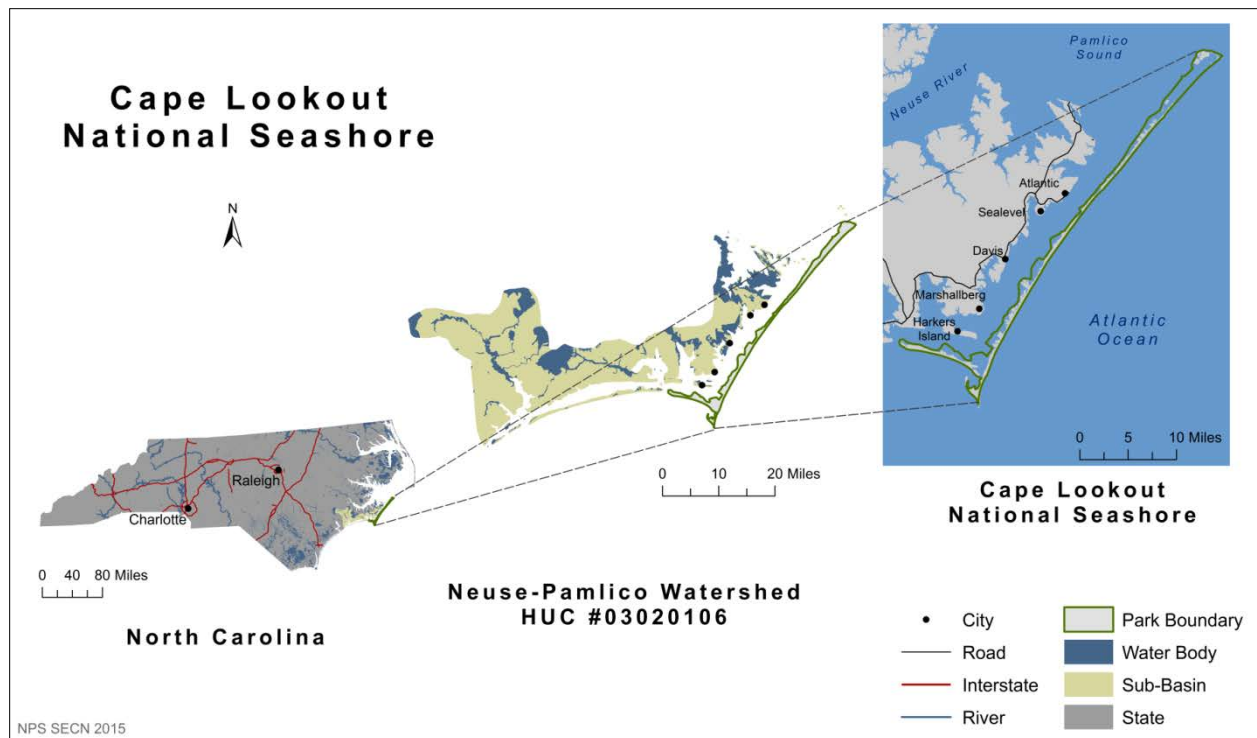 Cape Lookout
National Seashore
N
Raleigh
Charlotte
0 40 80 Miles
North Carolina
0 10 20 Miles
Neuse-Pamlico Watershed
HUC #03020106
Pamlico
Sound
Neuse River
Atlantic
Sealevel
Davis
Marshallberg
Harkers
Island
Atlantic
Ocean
0 5 10 Miles
Cape Lookout
National Seashore
City
Road
Interstate
River
Park Boundary
Water Body
Sub-Basin
State
NPS SECN 2015